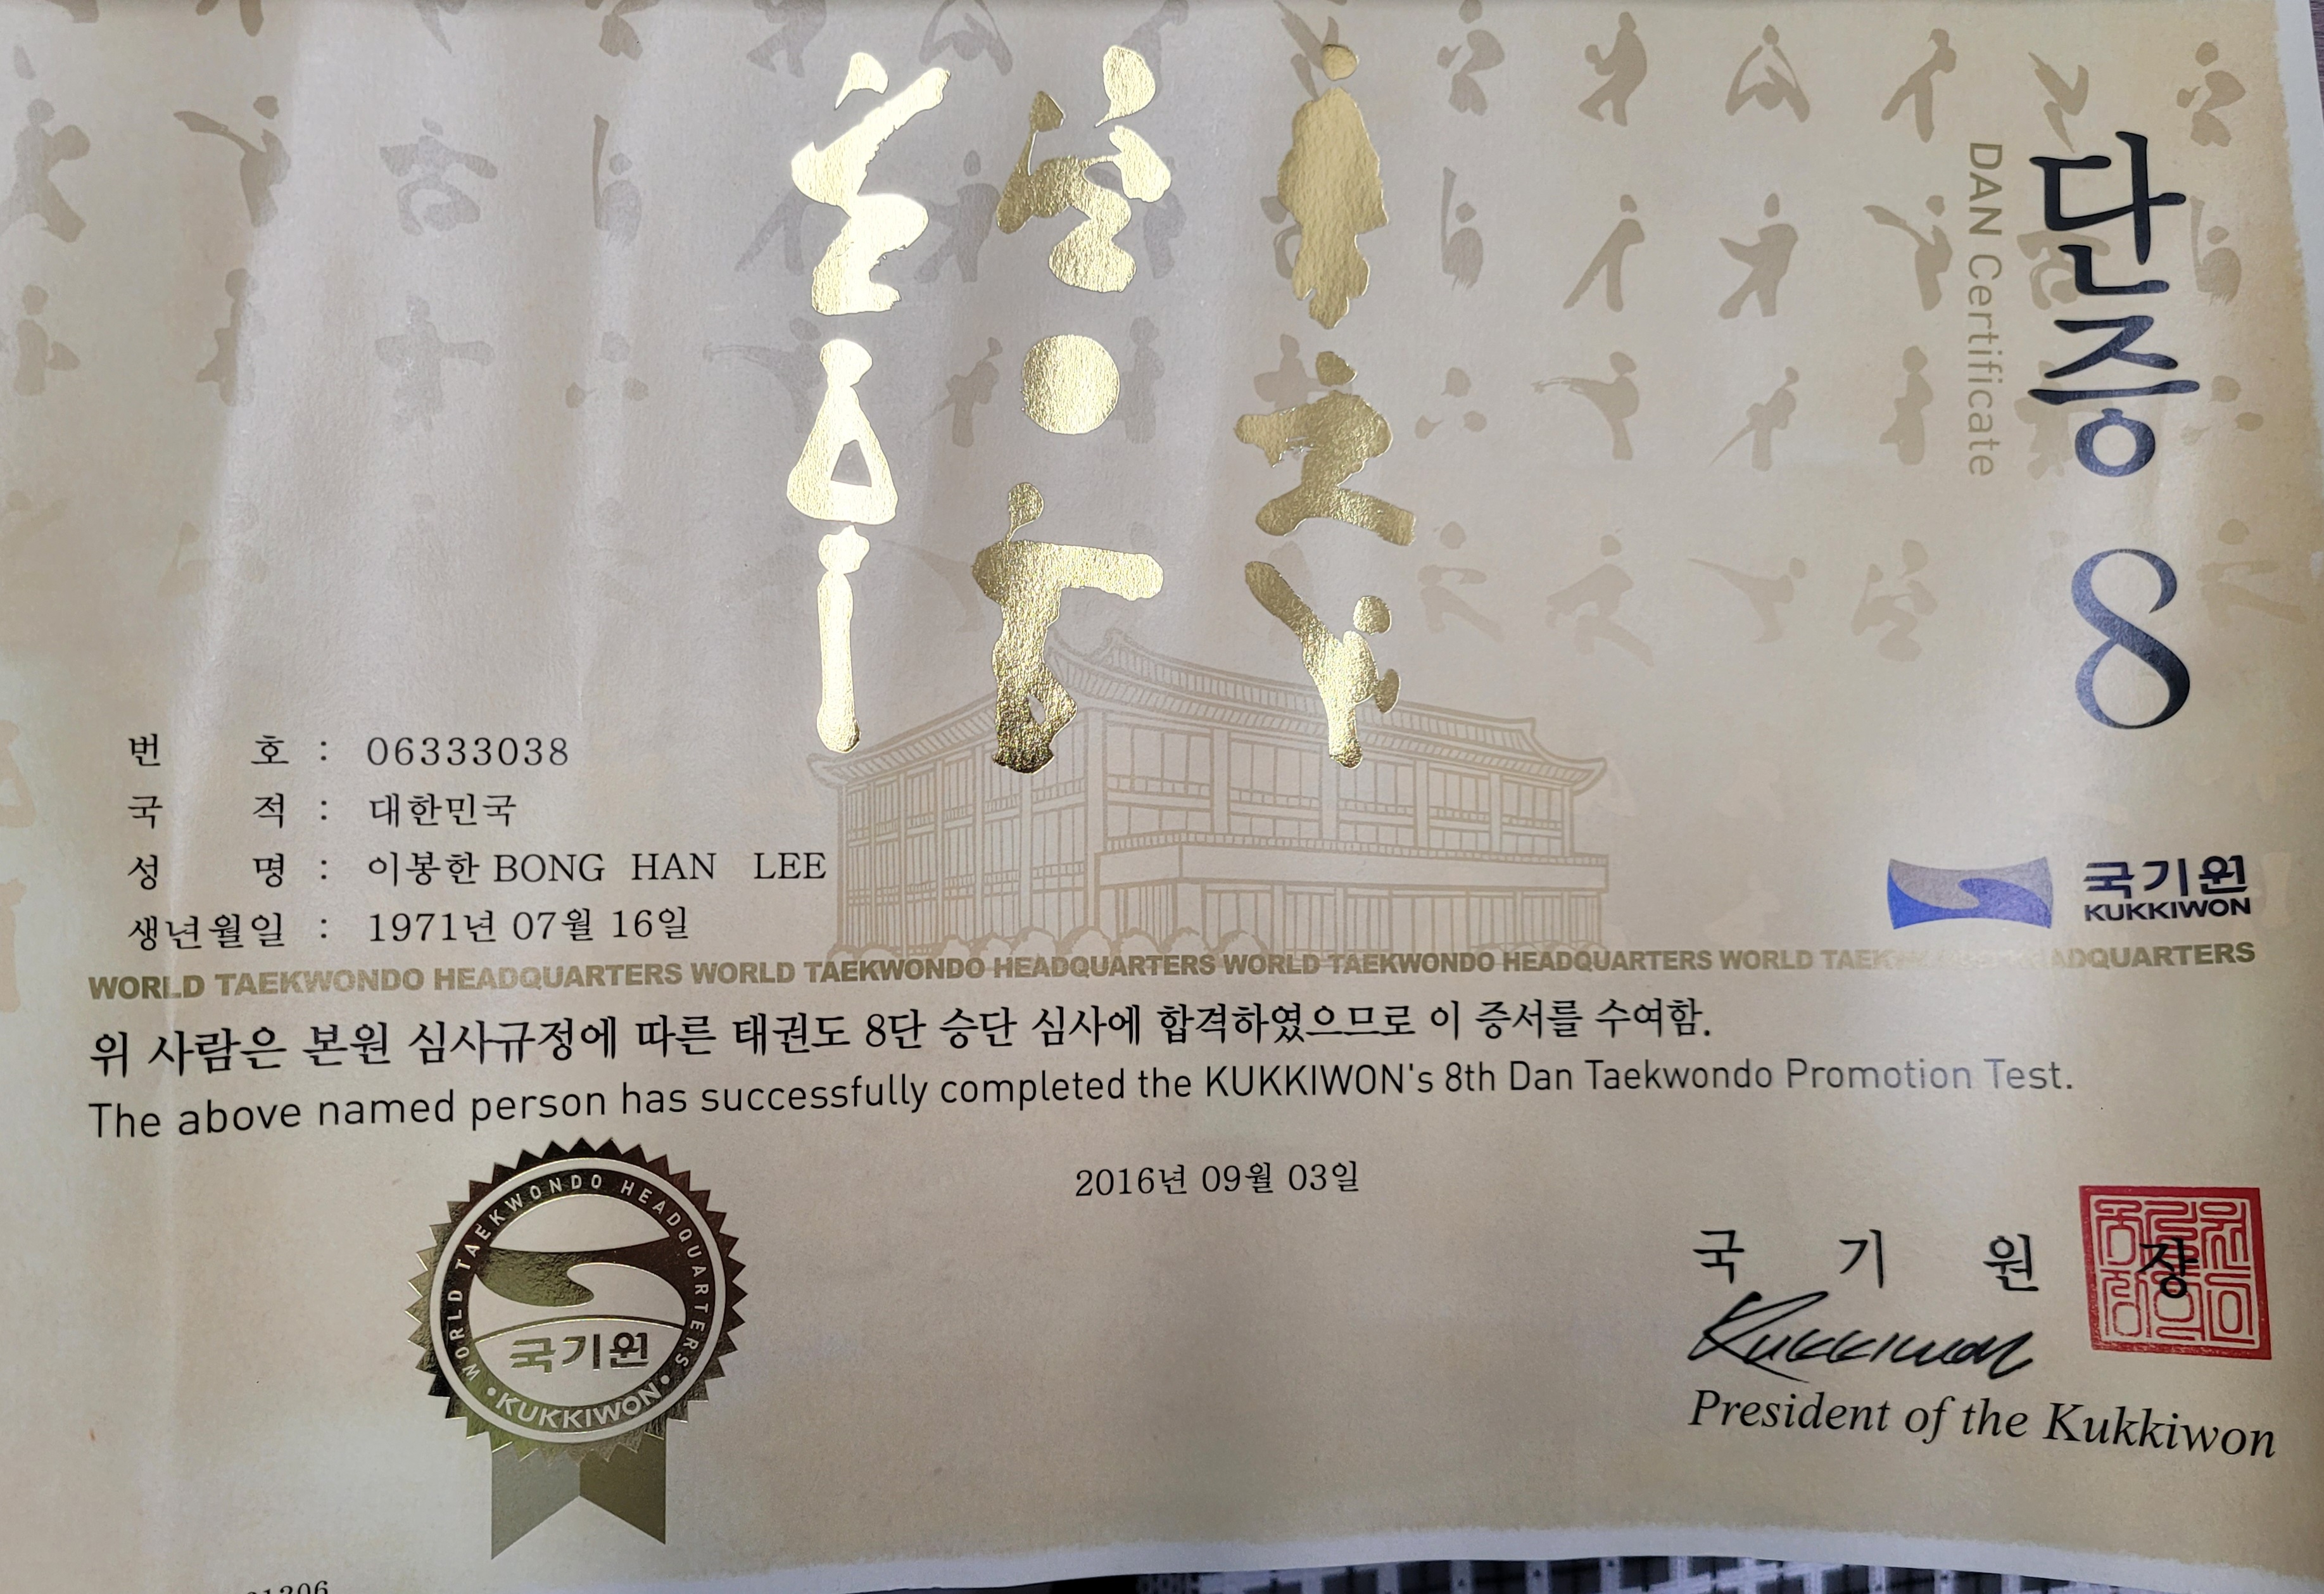 단증 8
DAN Certificate
번 호 : 06333038
국 적 : 대한민국
성 명 : 이봉한 BONG HAN LEE
생년월일 : 1971년 07월 16일
국기원
KUKKIWON
WORLD TAEKWONDO HEADQUARTERS WORLD TAEKWONDO HEADQUARTERS WORLD TAEKWONDO HEADQUARTERS WORLD TAEK ADQUARTERS
위 사람은 본원 심사규정에 따른 태권도 8단 승단 심사에 합격하였으므로 이 증서를 수여함.
The above named person has successfully completed the KUKKIWON's 8th Dan Taekwondo Promotion Test.
2016년 09월 03일
WORLD TAEKWONDO HEADQUARTERS
국기원
•KUKKIWON•
국 기 원 장
Kukkiwon
President of the Kukkiwon